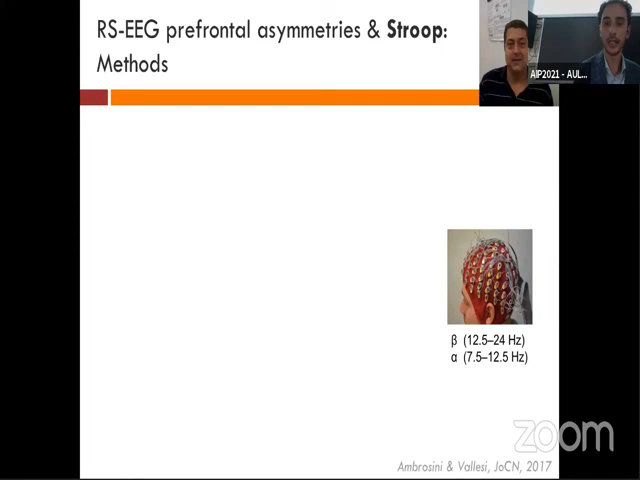 RS-EEG prefrontal asymmetries & Stroop:
Methods
AIP2021 - AUL...
β (12.5–24 Hz)
α (7.5–12.5 Hz)
zoom
Ambrosini & Vallesi, JoCN, 2017